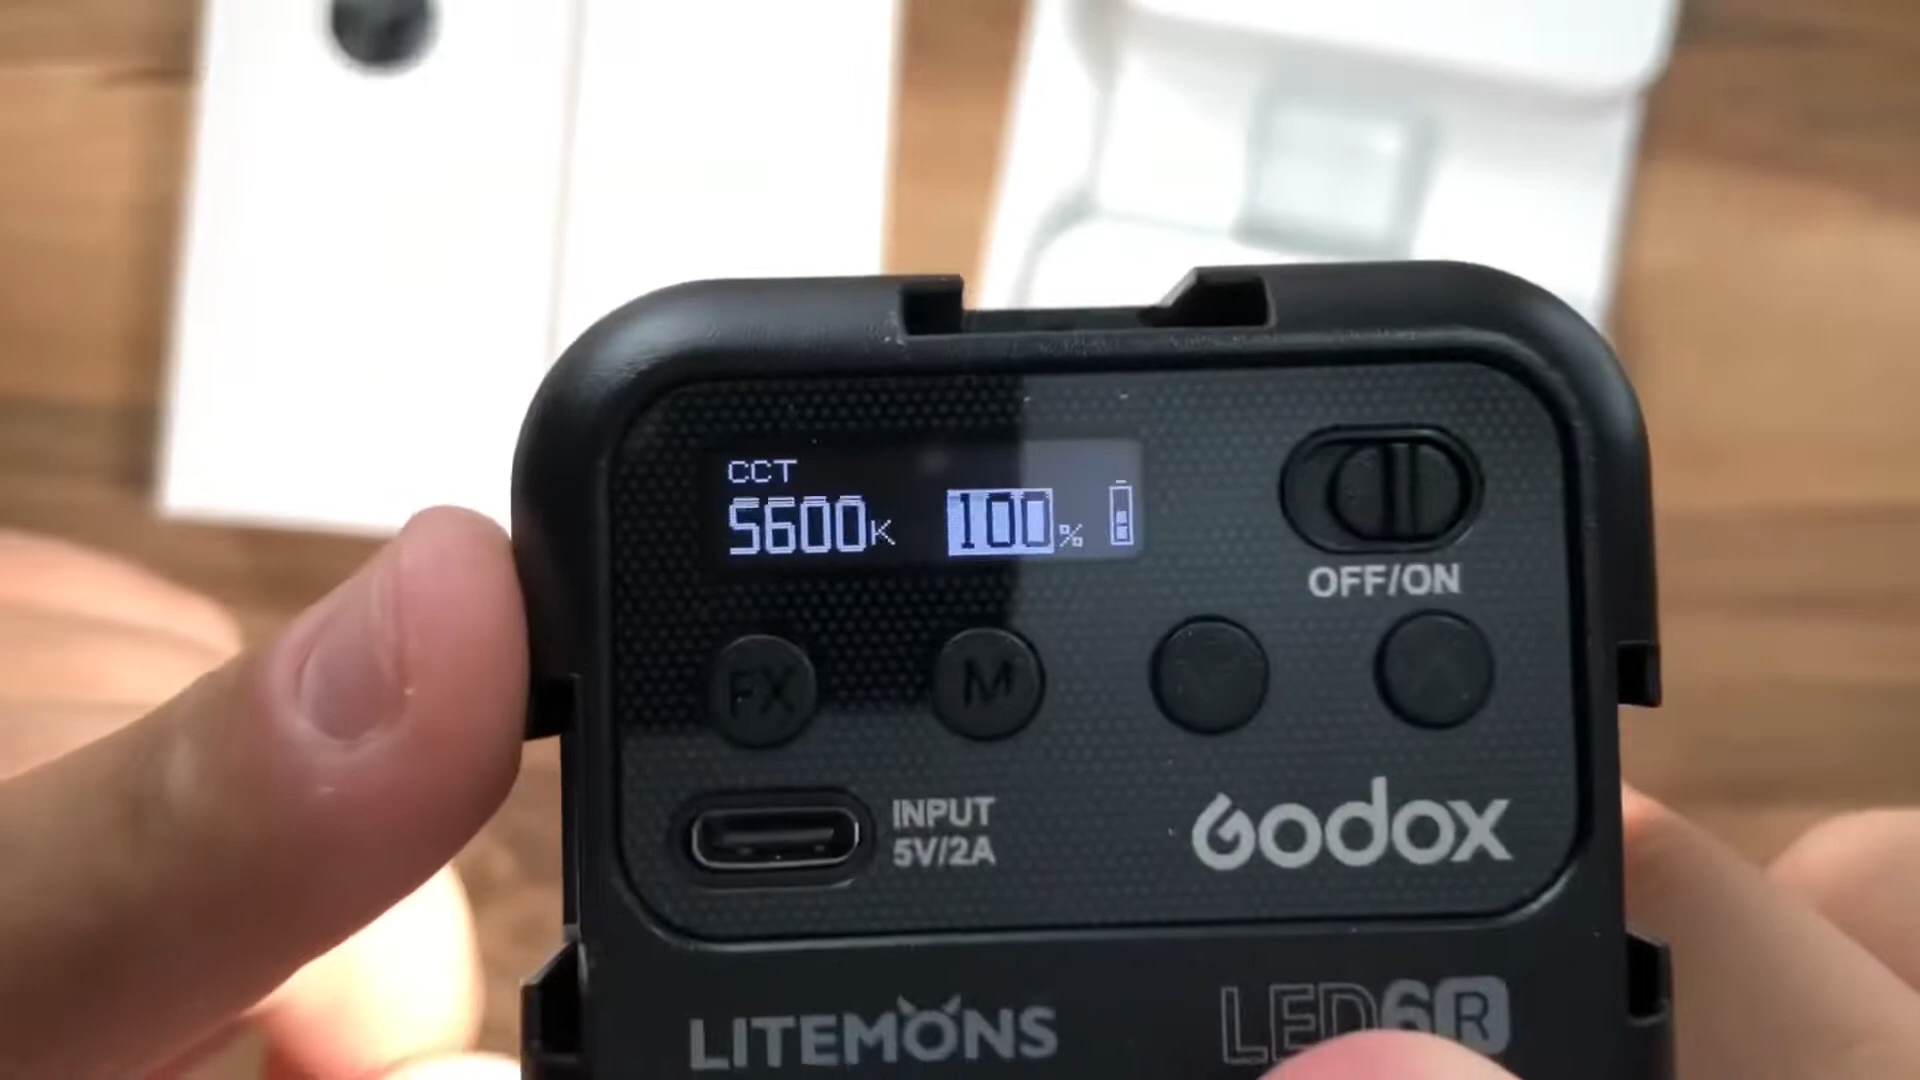 CCT
5600K 100%
OFF/ON
FX M
INPUT
5V/2A
Godox
LITEMONS LED6R